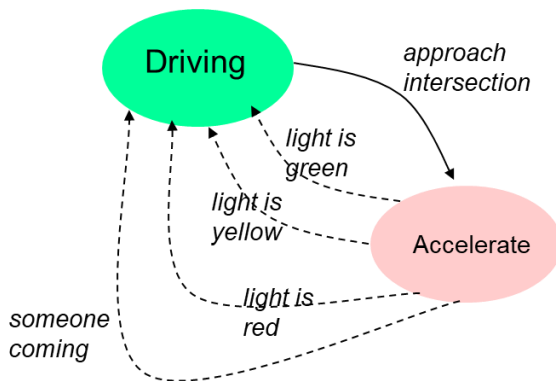 Driving
approach
intersection
light is
green
light is
yellow
Accelerate
light is
red
someone
coming